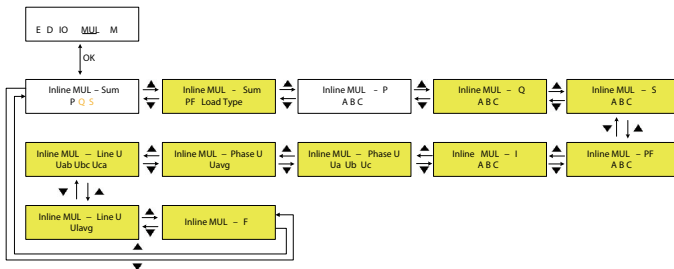 E D IO MUL M
OK
Inline MUL – Sum
P Q S
Inline MUL – Sum
PF Load Type
Inline MUL – P
A B C
Inline MUL – Q
A B C
Inline MUL – S
A B C
Inline MUL – Line U
Uab Ubc Uca
Inline MUL – Phase U
Uavg
Inline MUL – Phase U
Ua Ub Uc
Inline MUL – I
A B C
Inline MUL – PF
A B C
Inline MUL – Line U
Ulavg
Inline MUL – F